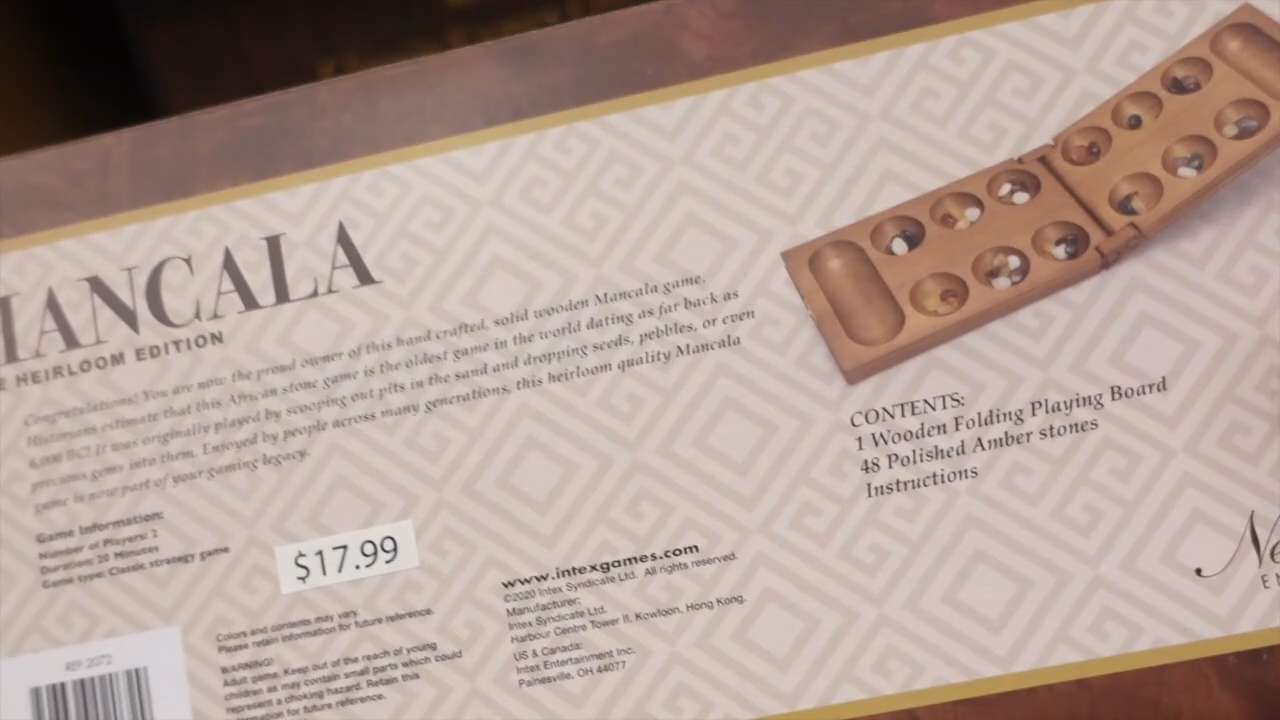 MANCALA
E HEIRLOOM EDITION
Congratulations! You are now the proud owner of this hand crafted, solid wooden Mancala game.
Historians estimate that this African stone game is the oldest game in the world dating as far back as
6,000 BC! It was originally played by scooping out pits in the sand and dropping seeds, pebbles, or even
precious gems into them. Enjoyed by people across many generations, this heirloom quality Mancala
game is now part of your gaming legacy.
Game Information:
Number of Players: 2
Duration: 20 Minutes
Game type: Classic strategy game
$17.99
CONTENTS:
1 Wooden Folding Playing Board
48 Polished Amber stones
Instructions
Colors and contents may vary.
Please retain information for future reference.
WARNING!
Adult game. Keep out of the reach of young
children as may contain small parts which could
represent a choking hazard. Retain this
rmation for future reference.
www.intexgames.com
©2020 Intex Syndicate Ltd. All rights reserved.
Manufacturer:
Intex Syndicate Ltd.
Harbour Centre Tower II, Kowloon, Hong Kong.
US & Canada:
Intex Entertainment Inc.
Painesville, OH 44077
REF: 2072
Ne